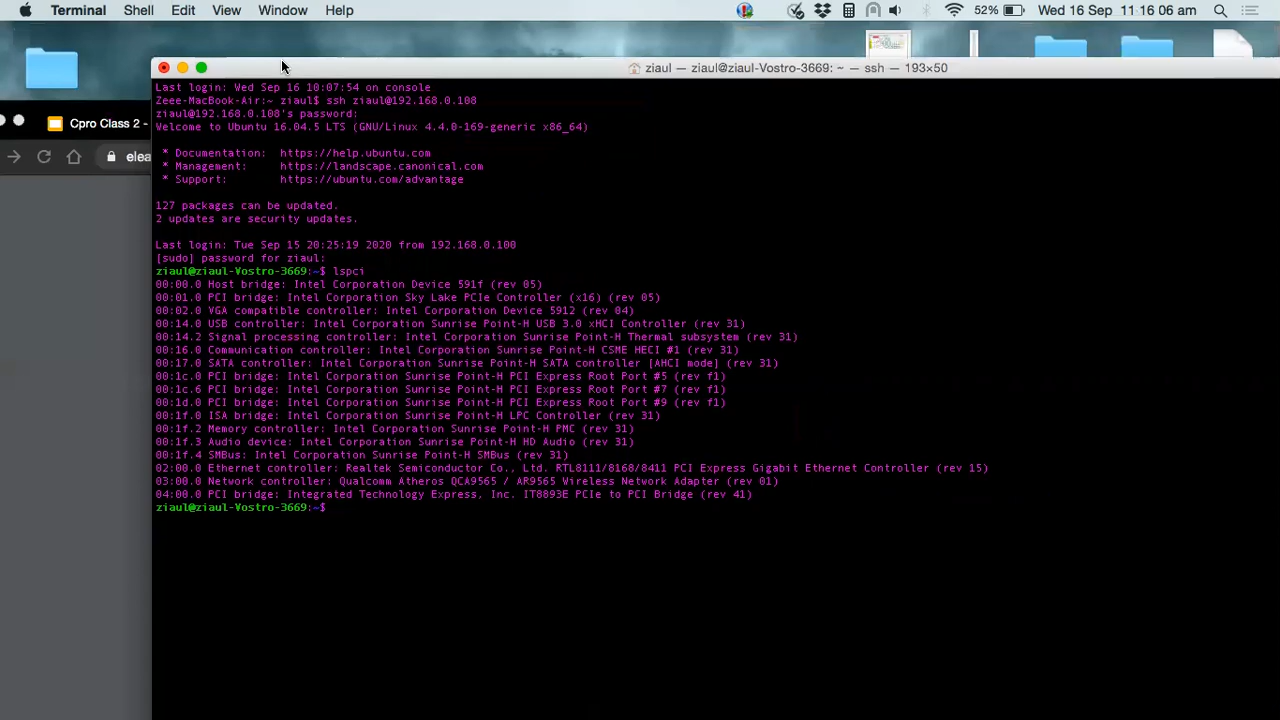 Terminal Shell Edit View Window Help 52% Wed 16 Sep 11:16:06 am
ziaul — ziaul@ziaul-Vostro-3669: ~ — ssh — 193×50
Cpro Class 2 -
elea
Last login: Wed Sep 16 10:07:54 on console
Zeee-MacBook-Air:~ ziaul$ ssh ziaul@192.168.0.108
ziaul@192.168.0.108's password:
Welcome to Ubuntu 16.04.5 LTS (GNU/Linux 4.4.0-169-generic x86_64)
* Documentation: https://help.ubuntu.com
* Management: https://landscape.canonical.com
* Support: https://ubuntu.com/advantage
127 packages can be updated.
2 updates are security updates.
Last login: Tue Sep 15 20:25:19 2020 from 192.168.0.100
[sudo] password for ziaul:
ziaul@ziaul-Vostro-3669:~$ lspci
00:00.0 Host bridge: Intel Corporation Device 591f (rev 05)
00:01.0 PCI bridge: Intel Corporation Sky Lake PCIe Controller (x16) (rev 05)
00:02.0 VGA compatible controller: Intel Corporation Device 5912 (rev 04)
00:14.0 USB controller: Intel Corporation Sunrise Point-H USB 3.0 xHCI Controller (rev 31)
00:14.2 Signal processing controller: Intel Corporation Sunrise Point-H Thermal subsystem (rev 31)
00:16.0 Communication controller: Intel Corporation Sunrise Point-H CSME HECI #1 (rev 31)
00:17.0 SATA controller: Intel Corporation Sunrise Point-H SATA controller [AHCI mode] (rev 31)
00:1c.0 PCI bridge: Intel Corporation Sunrise Point-H PCI Express Root Port #5 (rev f1)
00:1c.6 PCI bridge: Intel Corporation Sunrise Point-H PCI Express Root Port #7 (rev f1)
00:1d.0 PCI bridge: Intel Corporation Sunrise Point-H PCI Express Root Port #9 (rev f1)
00:1f.0 ISA bridge: Intel Corporation Sunrise Point-H LPC Controller (rev 31)
00:1f.2 Memory controller: Intel Corporation Sunrise Point-H PMC (rev 31)
00:1f.3 Audio device: Intel Corporation Sunrise Point-H HD Audio (rev 31)
00:1f.4 SMBus: Intel Corporation Sunrise Point-H SMBus (rev 31)
02:00.0 Ethernet controller: Realtek Semiconductor Co., Ltd. RTL8111/8168/8411 PCI Express Gigabit Ethernet Controller (rev 15)
03:00.0 Network controller: Qualcomm Atheros QCA9565 / AR9565 Wireless Network Adapter (rev 01)
04:00.0 PCI bridge: Integrated Technology Express, Inc. IT8893E PCIe to PCI Bridge (rev 41)
ziaul@ziaul-Vostro-3669:~$